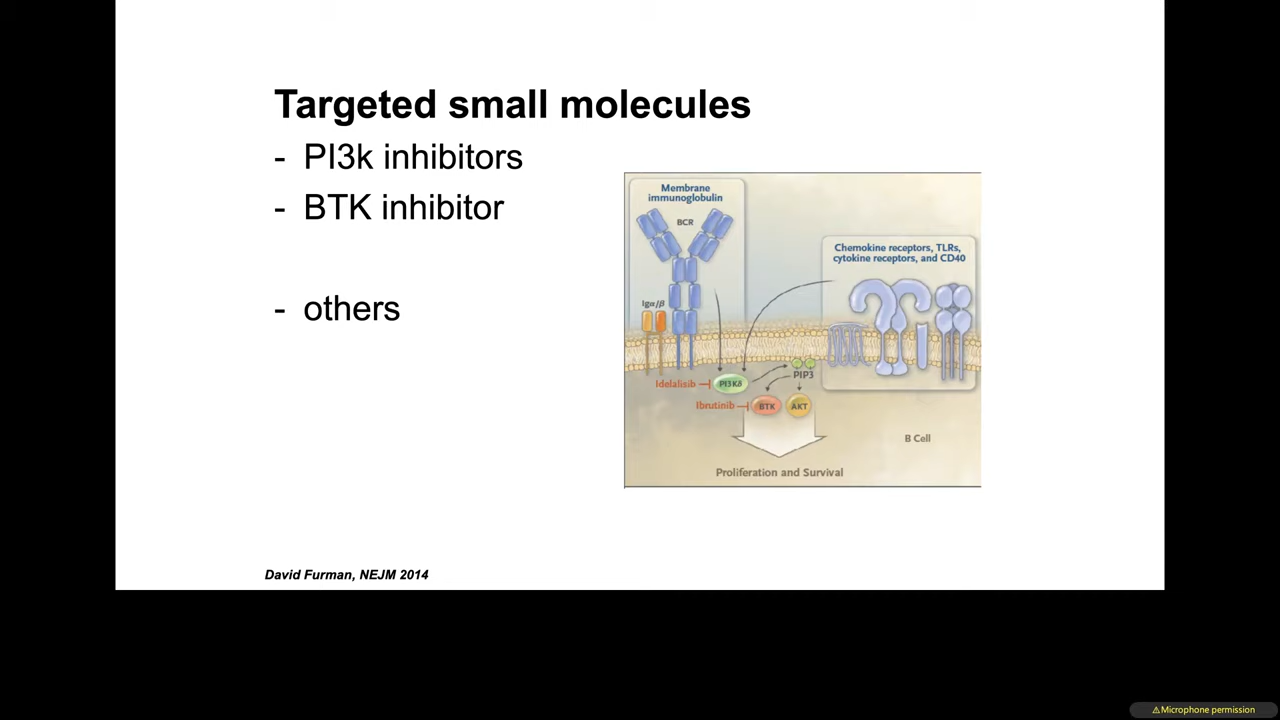 Targeted small molecules
- PI3k inhibitors
- BTK inhibitor
- others
Membrane
immunoglobulin
BCR
Igα/β
Chemokine receptors, TLRs,
cytokine receptors, and CD40
Idelalisib
PI3Kδ
PIP3
Ibrutinib
BTK
AKT
B Cell
Proliferation and Survival
David Furman, NEJM 2014
⚠Microphone permission